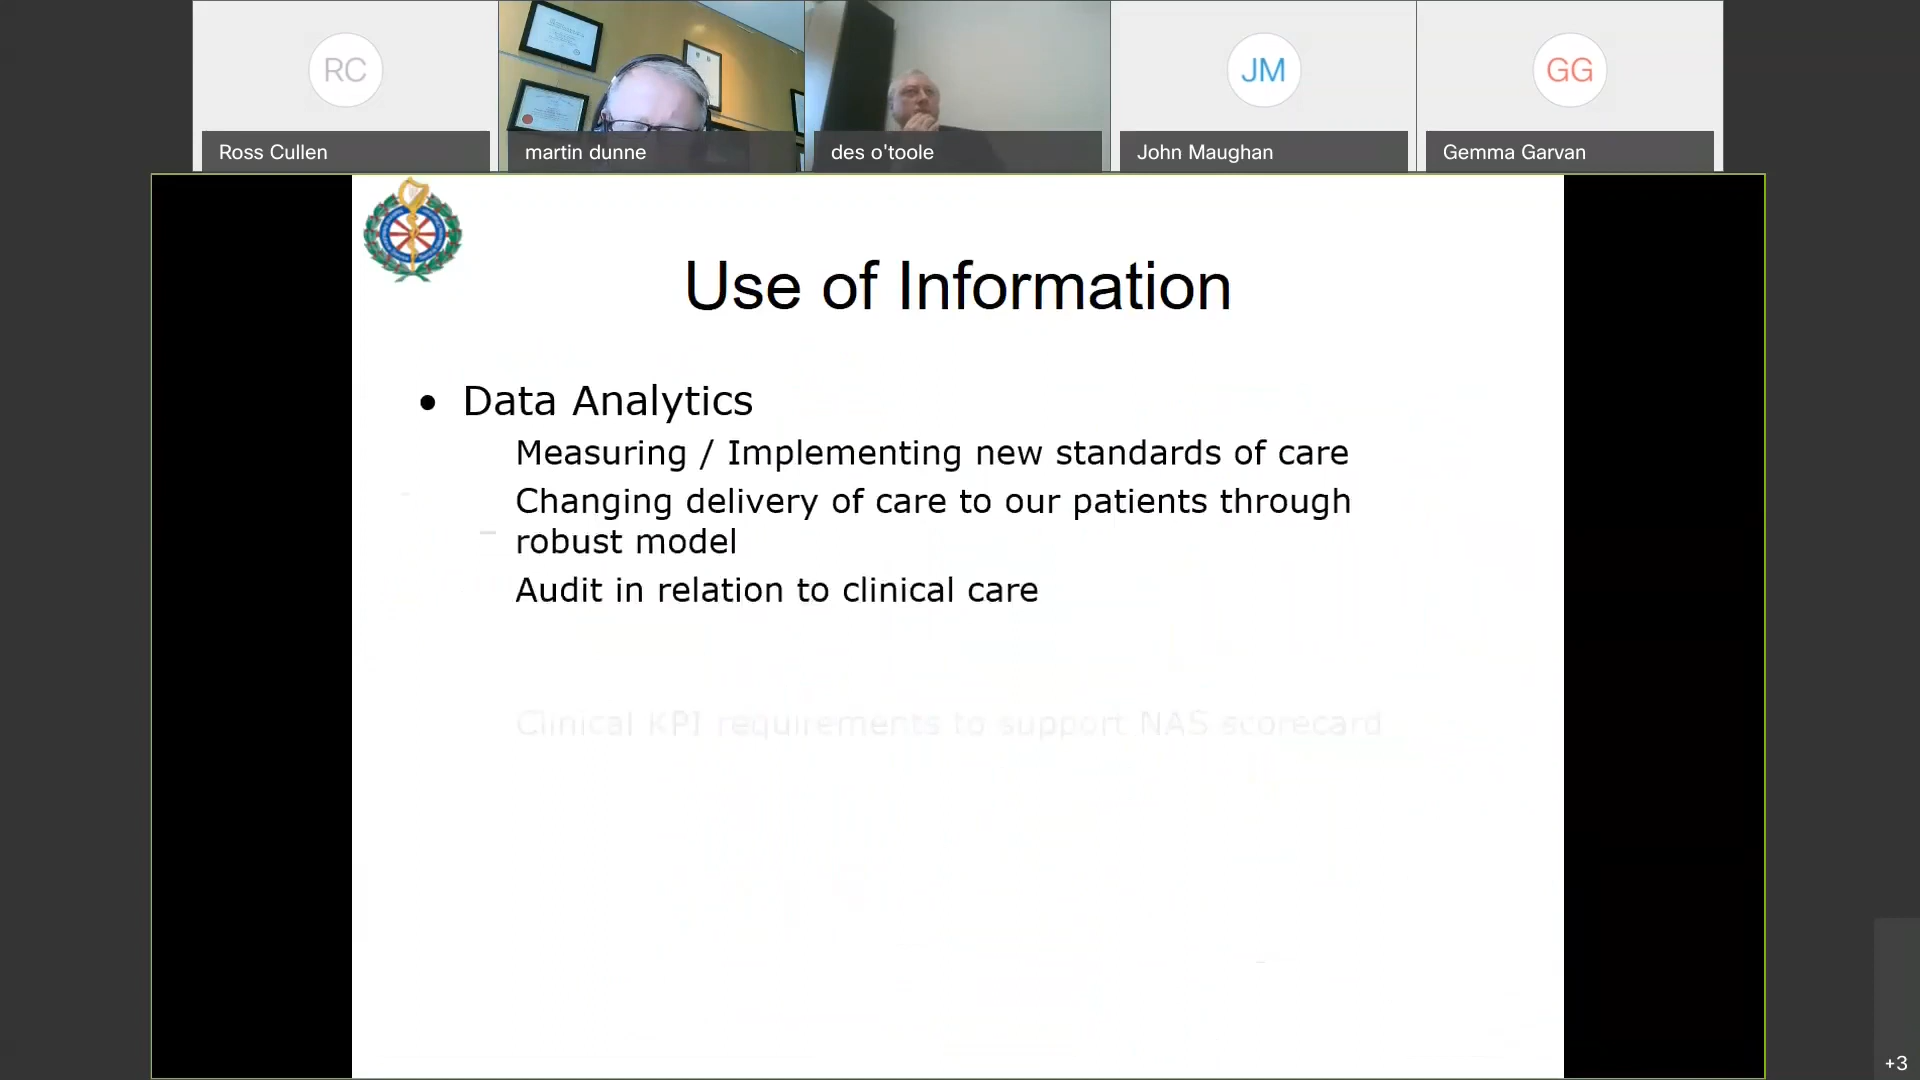 RC
JM
GG
Ross Cullen
martin dunne
des o'toole
John Maughan
Gemma Garvan
Use of Information
• Data Analytics
Measuring / Implementing new standards of care
Changing delivery of care to our patients through
– robust model
Audit in relation to clinical care
Clinical KPI requirements to support NAS scorecard
+3